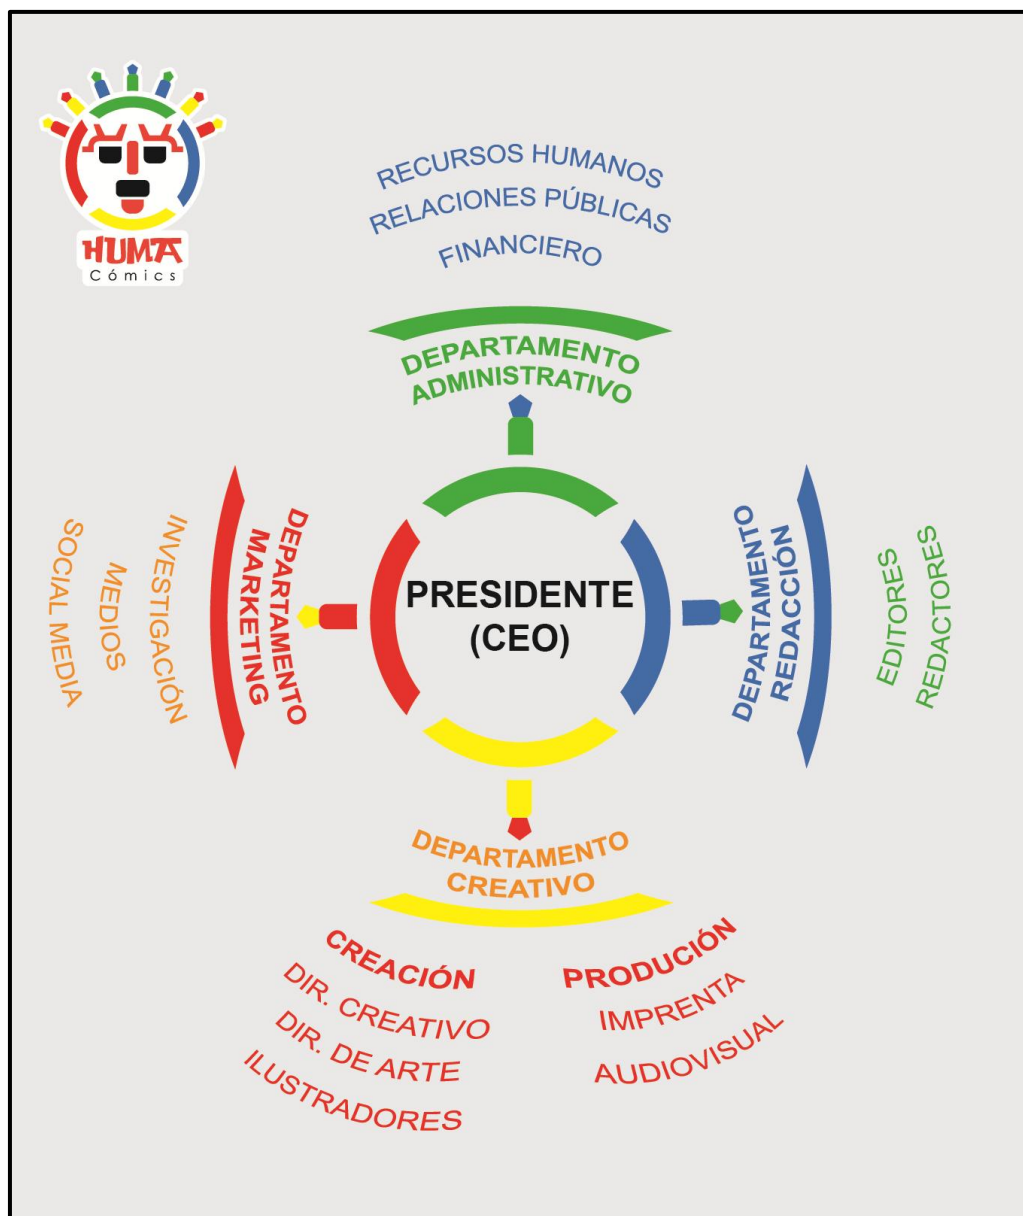 HUMA
Cómics
RECURSOS HUMANOS
RELACIONES PÚBLICAS
FINANCIERO
DEPARTAMENTO
ADMINISTRATIVO
SOCIAL MEDIA
MEDIOS
INVESTIGACIÓN
DEPARTAMENTO
MARKETING
PRESIDENTE
(CEO)
DEPARTAMENTO
REDACCIÓN
EDITORES
REDACTORES
DEPARTAMENTO
CREATIVO
CREACIÓN
DIR. CREATIVO
DIR. DE ARTE
ILUSTRADORES
PRODUCIÓN
IMPRENTA
AUDIOVISUAL